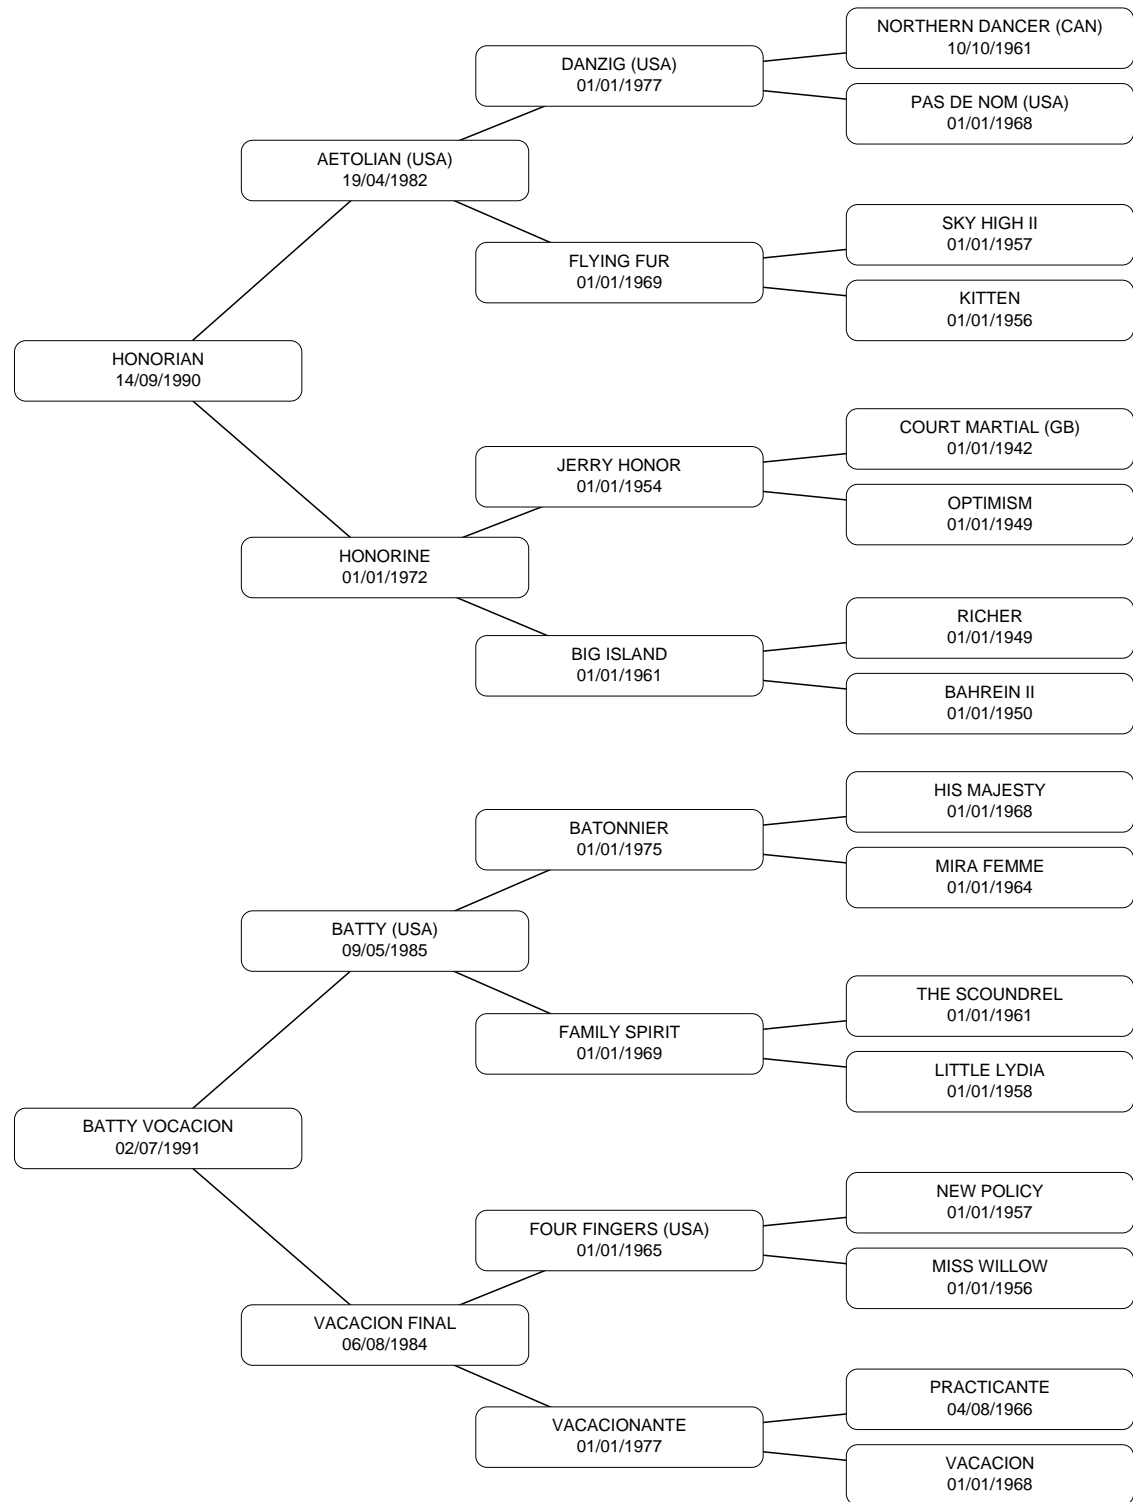 NORTHERN DANCER (CAN)
10/10/1961
DANZIG (USA)
01/01/1977
PAS DE NOM (USA)
01/01/1968
AETOLIAN (USA)
19/04/1982
SKY HIGH II
01/01/1957
FLYING FUR
01/01/1969
KITTEN
01/01/1956
HONORIAN
14/09/1990
COURT MARTIAL (GB)
01/01/1942
JERRY HONOR
01/01/1954
OPTIMISM
01/01/1949
HONORINE
01/01/1972
RICHER
01/01/1949
BIG ISLAND
01/01/1961
BAHREIN II
01/01/1950
HIS MAJESTY
01/01/1968
BATONNIER
01/01/1975
MIRA FEMME
01/01/1964
BATTY (USA)
09/05/1985
THE SCOUNDREL
01/01/1961
FAMILY SPIRIT
01/01/1969
LITTLE LYDIA
01/01/1958
BATTY VOCACION
02/07/1991
NEW POLICY
01/01/1957
FOUR FINGERS (USA)
01/01/1965
MISS WILLOW
01/01/1956
VACACION FINAL
06/08/1984
PRACTICANTE
04/08/1966
VACACIONANTE
01/01/1977
VACACION
01/01/1968